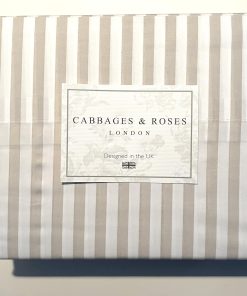 CABBAGES & ROSES
LONDON
Designed in the UK